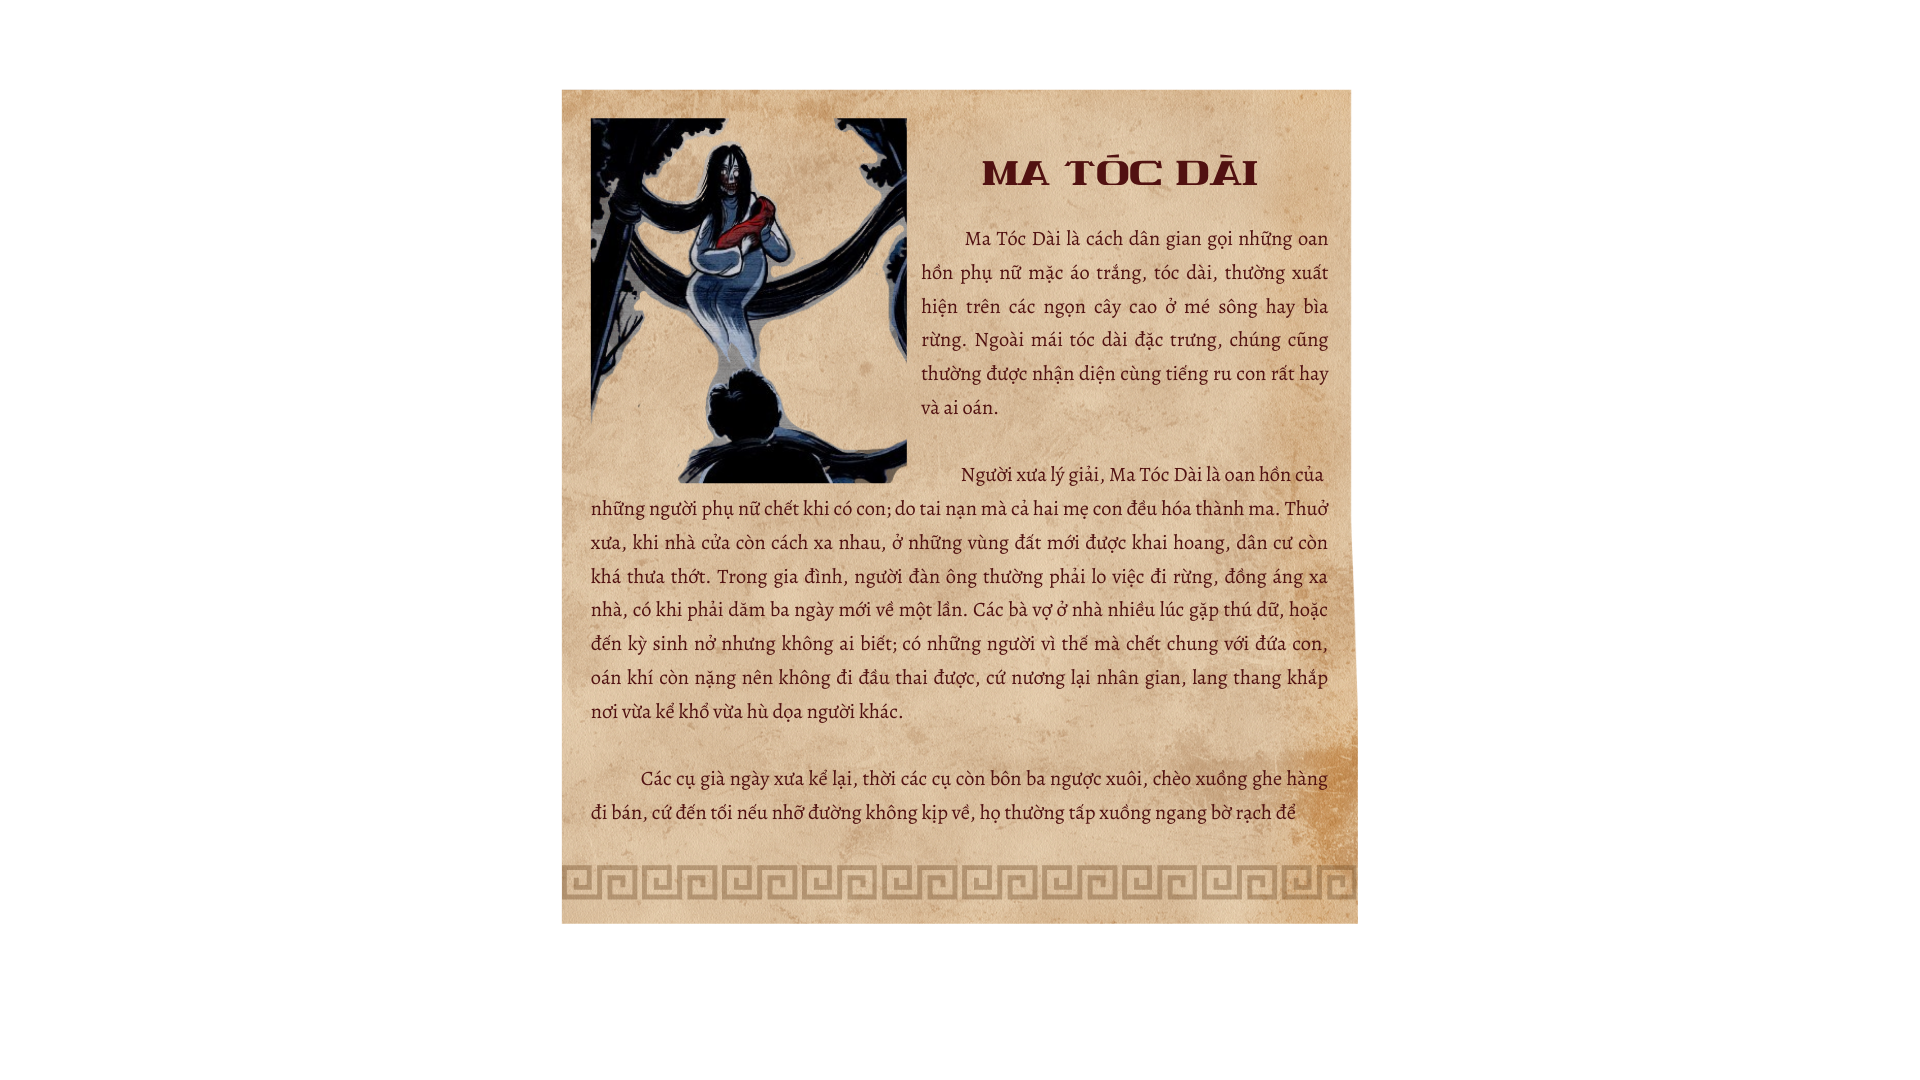 MA TÓC DÀI
Ma Tóc Dài là cách dân gian gọi những oan
hồn phụ nữ mặc áo trắng, tóc dài, thường xuất
hiện trên các ngọn cây cao ở mé sông hay bìa
rừng. Ngoài mái tóc dài đặc trưng, chúng cũng
thường được nhận diện cùng tiếng ru con rất hay
và ai oán.
Người xưa lý giải, Ma Tóc Dài là oan hồn của
những người phụ nữ chết khi có con; do tai nạn mà cả hai mẹ con đều hóa thành ma. Thuở
xưa, khi nhà cửa còn cách xa nhau, ở những vùng đất mới được khai hoang, dân cư còn
khá thưa thớt. Trong gia đình, người đàn ông thường phải lo việc đi rừng, đồng áng xa
nhà, có khi phải dăm ba ngày mới về một lần. Các bà vợ ở nhà nhiều lúc gặp thú dữ, hoặc
đến kỳ sinh nở nhưng không ai biết; có những người vì thế mà chết chung với đứa con,
oán khí còn nặng nên không đi đầu thai được, cứ nương lại nhân gian, lang thang khắp
nơi vừa kể khổ vừa hù dọa người khác.
Các cụ già ngày xưa kể lại, thời các cụ còn bôn ba ngược xuôi, chèo xuồng ghe hàng
đi bán, cứ đến tối nếu nhỡ đường không kịp về, họ thường tấp xuồng ngang bờ rạch để